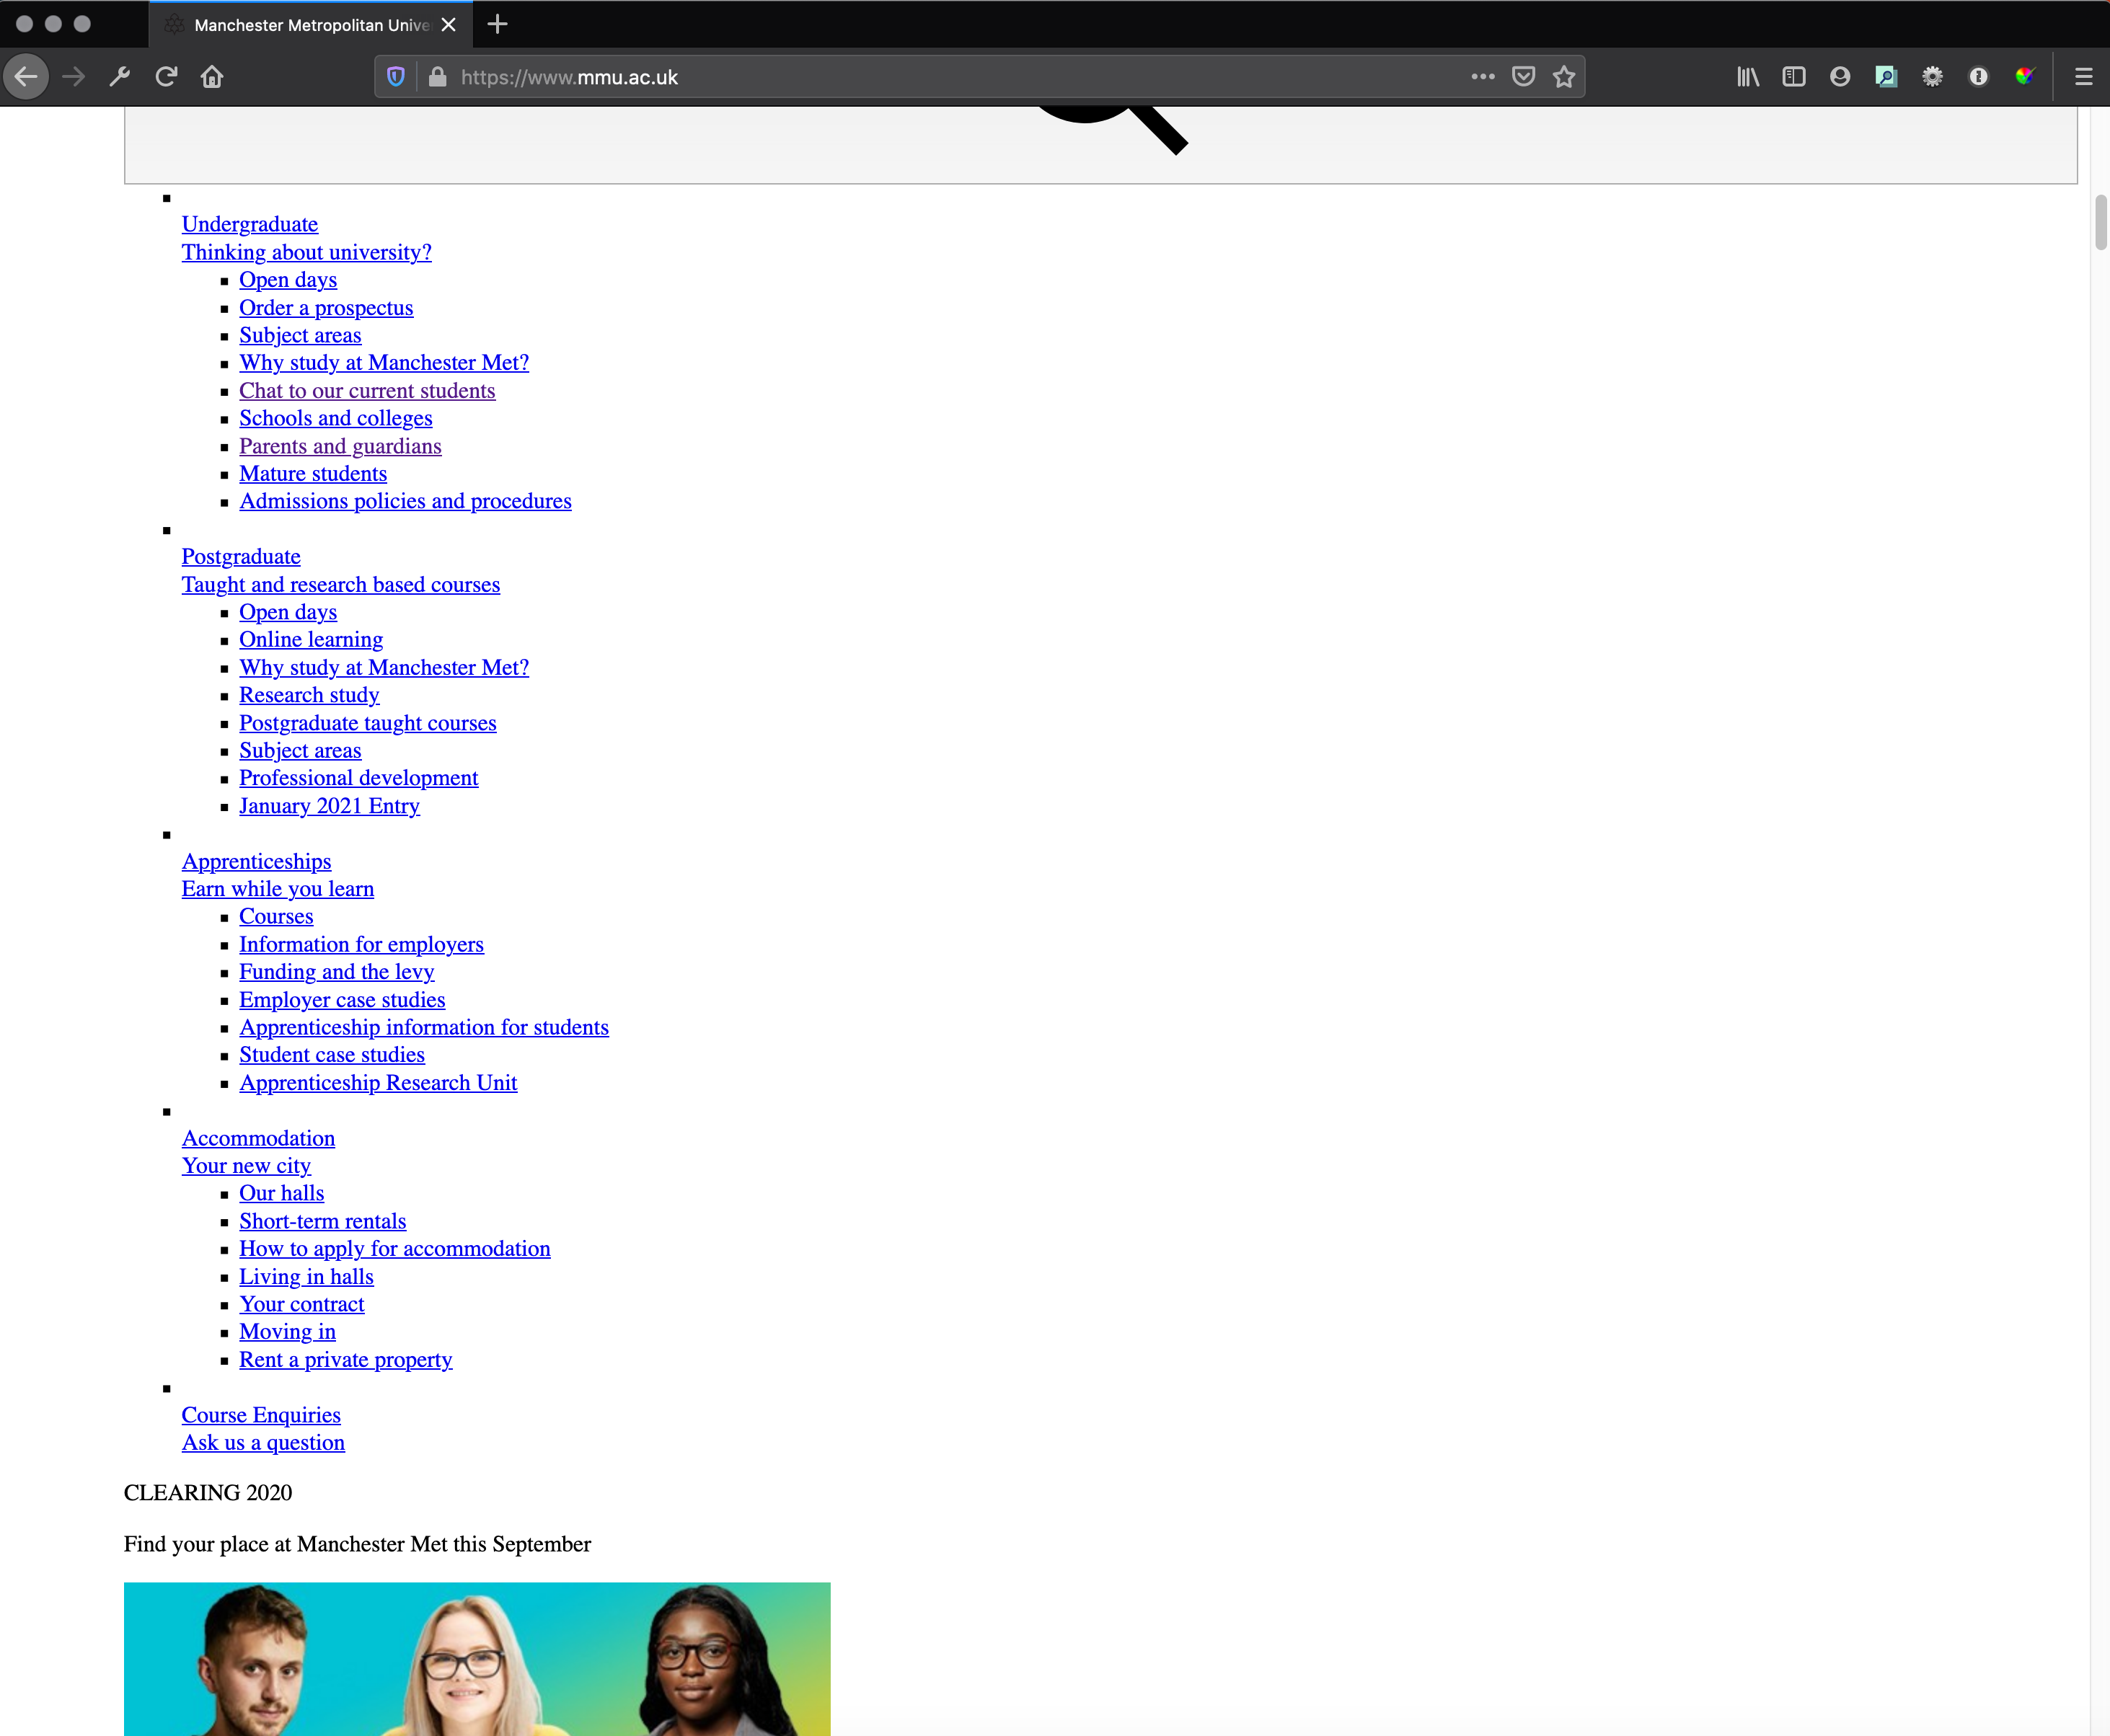 Manchester Metropolitan Unive
https://www.mmu.ac.uk
Undergraduate
Thinking about university?
Open days
Order a prospectus
Subject areas
Why study at Manchester Met?
Chat to our current students
Schools and colleges
Parents and guardians
Mature students
Admissions policies and procedures
Postgraduate
Taught and research based courses
Open days
Online learning
Why study at Manchester Met?
Research study
Postgraduate taught courses
Subject areas
Professional development
January 2021 Entry
Apprenticeships
Earn while you learn
Courses
Information for employers
Funding and the levy
Employer case studies
Apprenticeship information for students
Student case studies
Apprenticeship Research Unit
Accommodation
Your new city
Our halls
Short-term rentals
How to apply for accommodation
Living in halls
Your contract
Moving in
Rent a private property
Course Enquiries
Ask us a question
CLEARING 2020
Find your place at Manchester Met this September